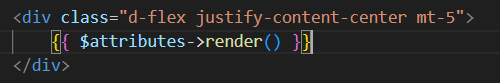 <div class="d-flex justify-content-center mt-5">
    {{ $attributes->render() }}
</div>